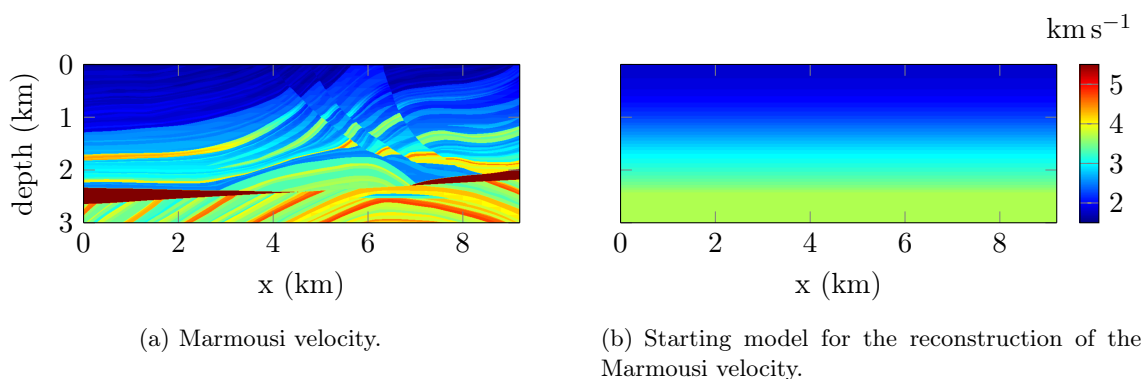 km s−1
0
1
2
3
depth (km)
0 2 4 6 8
x (km)
0 2 4 6 8
x (km)
5
4
3
2
(a) Marmousi velocity.
(b) Starting model for the reconstruction of the
Marmousi velocity.